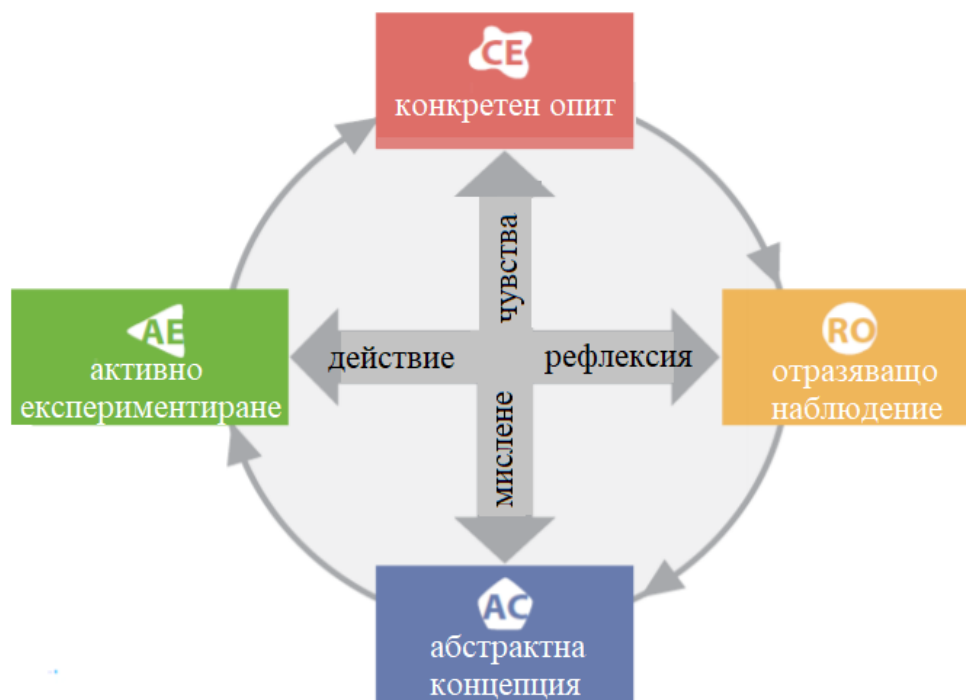 CE
конкретен опит
чувства
AE
активно
експериментиране
действие
рефлексия
RO
отразяващо
наблюдение
мислене
AC
абстрактна
концепция